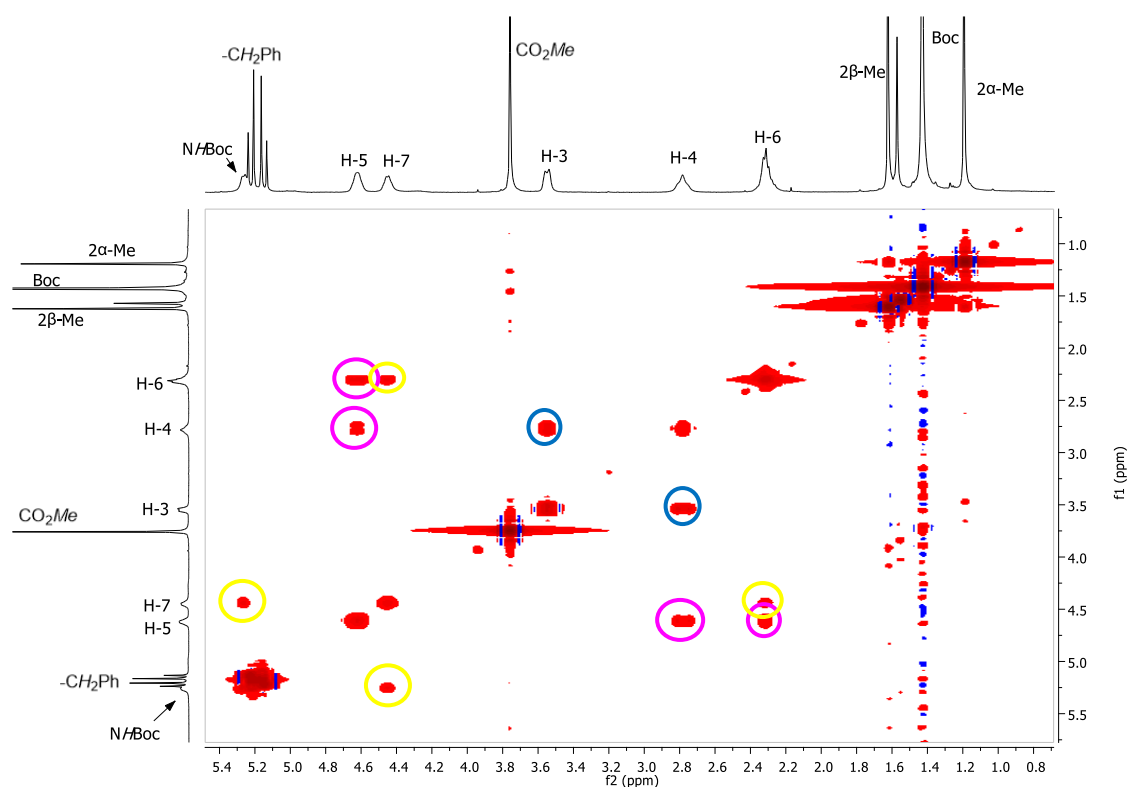 -CH₂Ph
CO₂Me
Boc
2β-Me
2α-Me
NHBoc
H-5
H-7
H-3
H-4
H-6
2α-Me
Boc
2β-Me
H-6
H-4
H-3
CO₂Me
H-7
H-5
-CH₂Ph
NHBoc
1.0
1.5
2.0
2.5
3.0
3.5
4.0
4.5
5.0
5.5
f1 (ppm)
5.4 5.2 5.0 4.8 4.6 4.4 4.2 4.0 3.8 3.6 3.4 3.2 3.0 2.8 2.6 2.4 2.2 2.0 1.8 1.6 1.4 1.2 1.0 0.8
f2 (ppm)